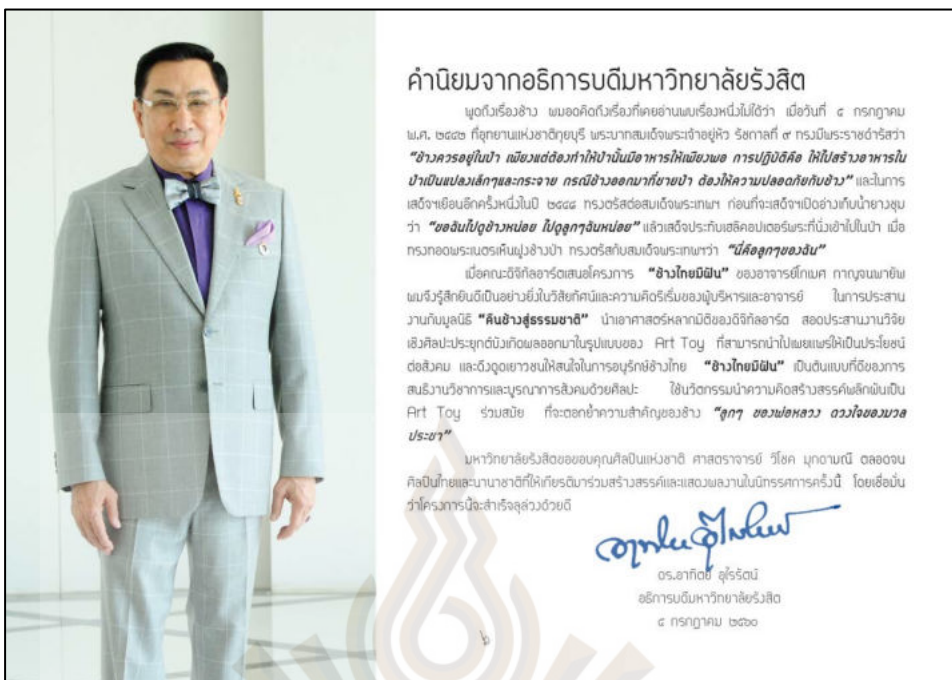 คำนิยมจากอธิการบดีมหาวิทยาลัยรังสิต
พูดถึงเรื่องช้าง ผมอดคิดถึงเรื่องที่เคยอ่านพบเรื่องหนึ่งไม่ได้ว่า เมื่อวันที่ ๕ กรกฎาคม
พ.ศ. ๒๕๔๒ ที่อุทยานแห่งชาติกุยบุรี พระบาทสมเด็จพระเจ้าอยู่หัว รัชกาลที่ ๙ ทรงมีพระราชดำรัสว่า
"ช้างควรอยู่ในป่า เพียงแต่ต้องทำให้ป่านั้นมีอาหารให้เพียงพอ การปฏิบัติคือ ให้ไปสร้างอาหารใน
ป่าเป็นแปลงเล็กๆและกระจาย กรณีช้างออกมาที่ชายป่า ต้องให้ความปลอดภัยกับช้าง" และในการ
เสด็จฯเยือนอีกครั้งหนึ่งในปี ๒๕๔๔ ทรงตรัสต่อสมเด็จพระเทพฯ ก่อนที่จะเสด็จฯเปิดอ่างเก็บน้ำยางชุม
ว่า "ขอฉันไปดูช้างหน่อย ไปดูลูกๆฉันหน่อย" แล้วเสด็จประทับเฮลิคอปเตอร์พระที่นั่งเข้าไปในป่า เมื่อ
ทรงทอดพระเนตรเห็นฝูงช้างป่า ทรงตรัสกับสมเด็จพระเทพฯว่า "นี่คือลูกๆของฉัน"
เมื่อคณะดิจิทัลอาร์ตเสนอโครงการ "ช้างไทยมีฝัน" ของอาจารย์โกเมศ กาญจนพายัพ
ผมจึงรู้สึกยินดีเป็นอย่างยิ่งในวิสัยทัศน์และความคิดริเริ่มของผู้บริหารและอาจารย์ ในการประสาน
งานกับมูลนิธิ "คืนช้างสู่ธรรมชาติ" นำเอาศาสตร์หลากมิติของดิจิทัลอาร์ต สอดประสานงานวิจัย
เชิงศิลปะประยุกต์บังเกิดผลออกมาในรูปแบบของ Art Toy ที่สามารถนำไปเผยแพร่ให้เป็นประโยชน์
ต่อสังคม และดึงดูดเยาวชนให้สนใจในการอนุรักษ์ช้างไทย "ช้างไทยมีฝัน" เป็นต้นแบบที่ดีของการ
สนธิงานวิชาการและบูรณาการสังคมด้วยศิลปะ ใช้นวัตกรรมนำความคิดสร้างสรรค์พลิกผันเป็น
Art Toy ร่วมสมัย ที่จะตอกย้ำความสำคัญของช้าง "ลูกๆ ของพ่อหลวง ดวงใจของมวล
ประชา"
มหาวิทยาลัยรังสิตขอขอบคุณศิลปินแห่งชาติ ศาสตราจารย์ วิโชค มุกดามณี ตลอดจน
ศิลปินไทยและนานาชาติที่ให้เกียรติมาร่วมสร้างสรรค์และแสดงผลงานในนิทรรศการครั้งนี้ โดยเชื่อมั่น
ว่าโครงการนี้จะสำเร็จลุล่วงด้วยดี
ดร.อาทิตย์ อุไรรัตน์
อธิการบดีมหาวิทยาลัยรังสิต
๔ กรกฎาคม ๒๕๖๐
๖